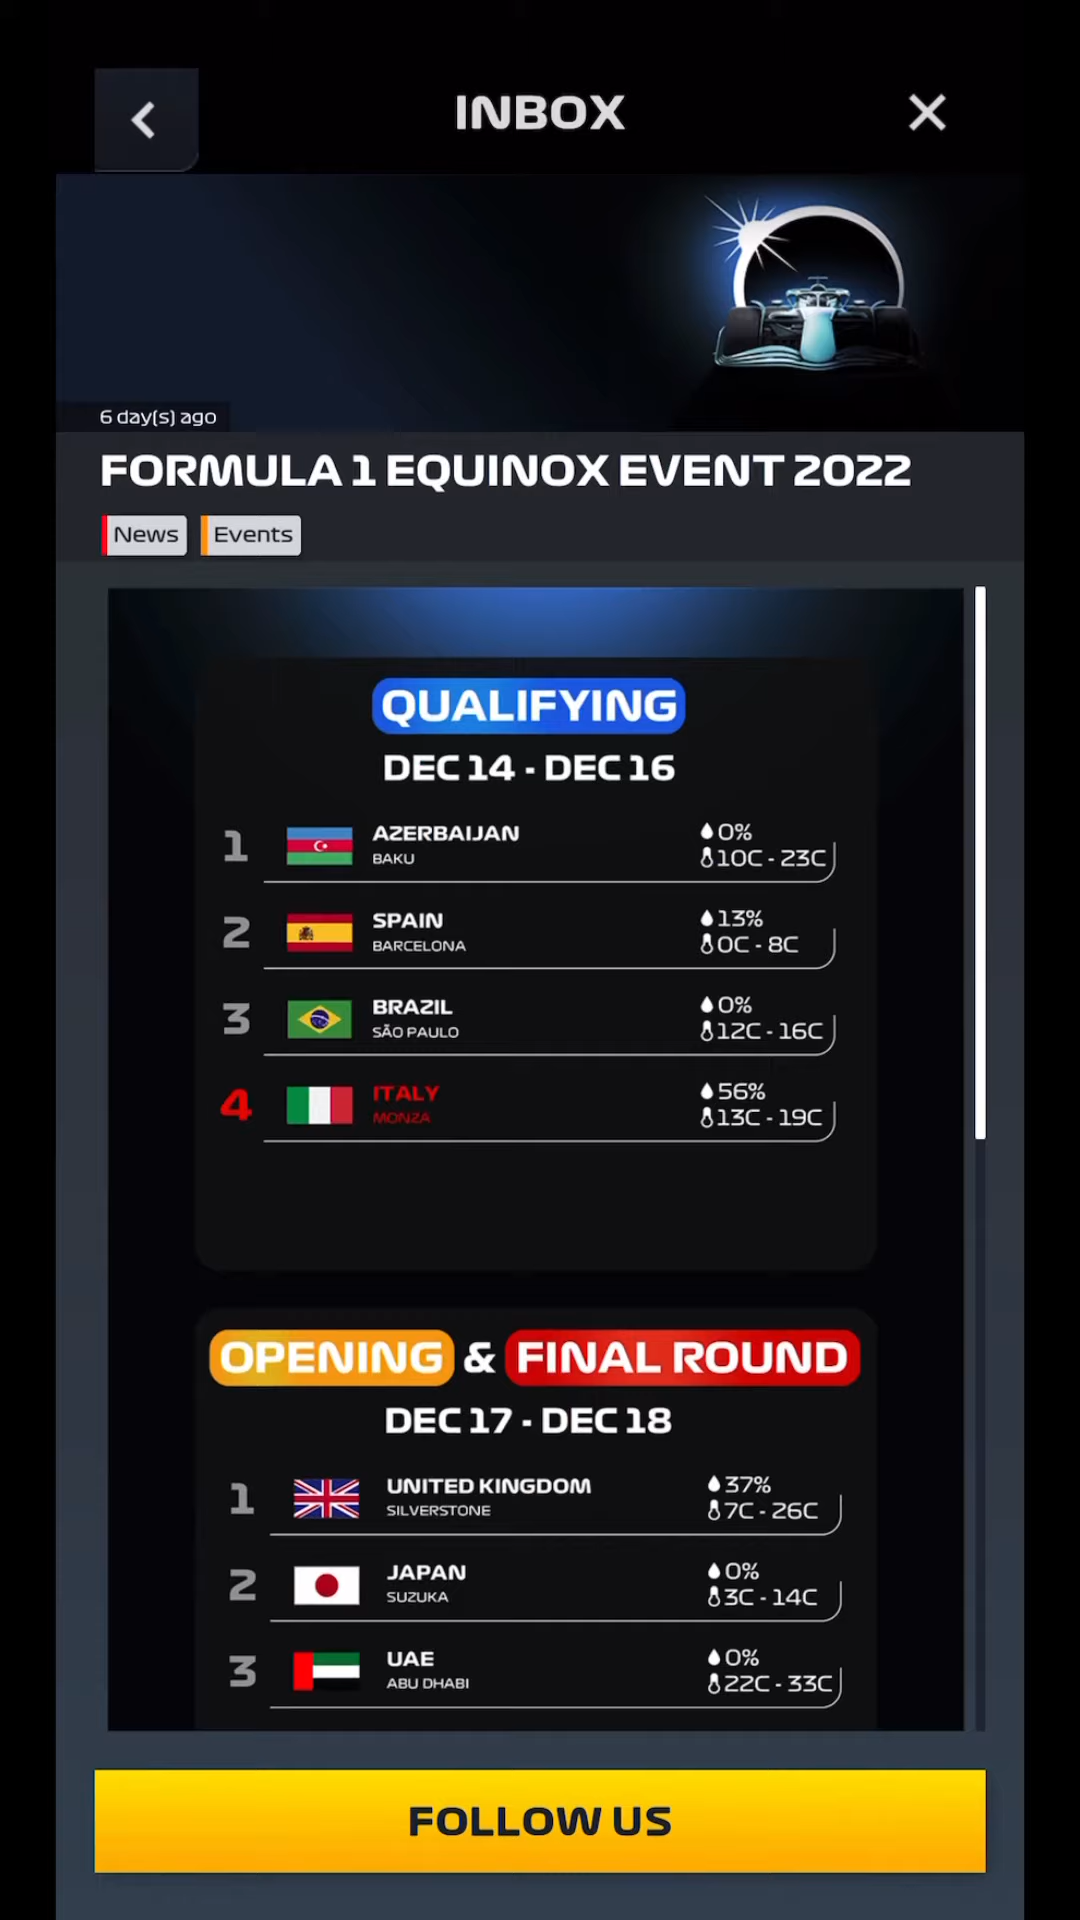 INBOX
6 day(s) ago
FORMULA 1 EQUINOX EVENT 2022
News Events
QUALIFYING
DEC 14 - DEC 16
1 AZERBAIJAN 0%
BAKU 10C - 23C
2 SPAIN 13%
BARCELONA 0C - 8C
3 BRAZIL 0%
SÃO PAULO 12C - 16C
4 ITALY 56%
MONZA 13C - 19C
OPENING & FINAL ROUND
DEC 17 - DEC 18
1 UNITED KINGDOM 37%
SILVERSTONE 7C - 26C
2 JAPAN 0%
SUZUKA 3C - 14C
3 UAE 0%
ABU DHABI 22C - 33C
FOLLOW US